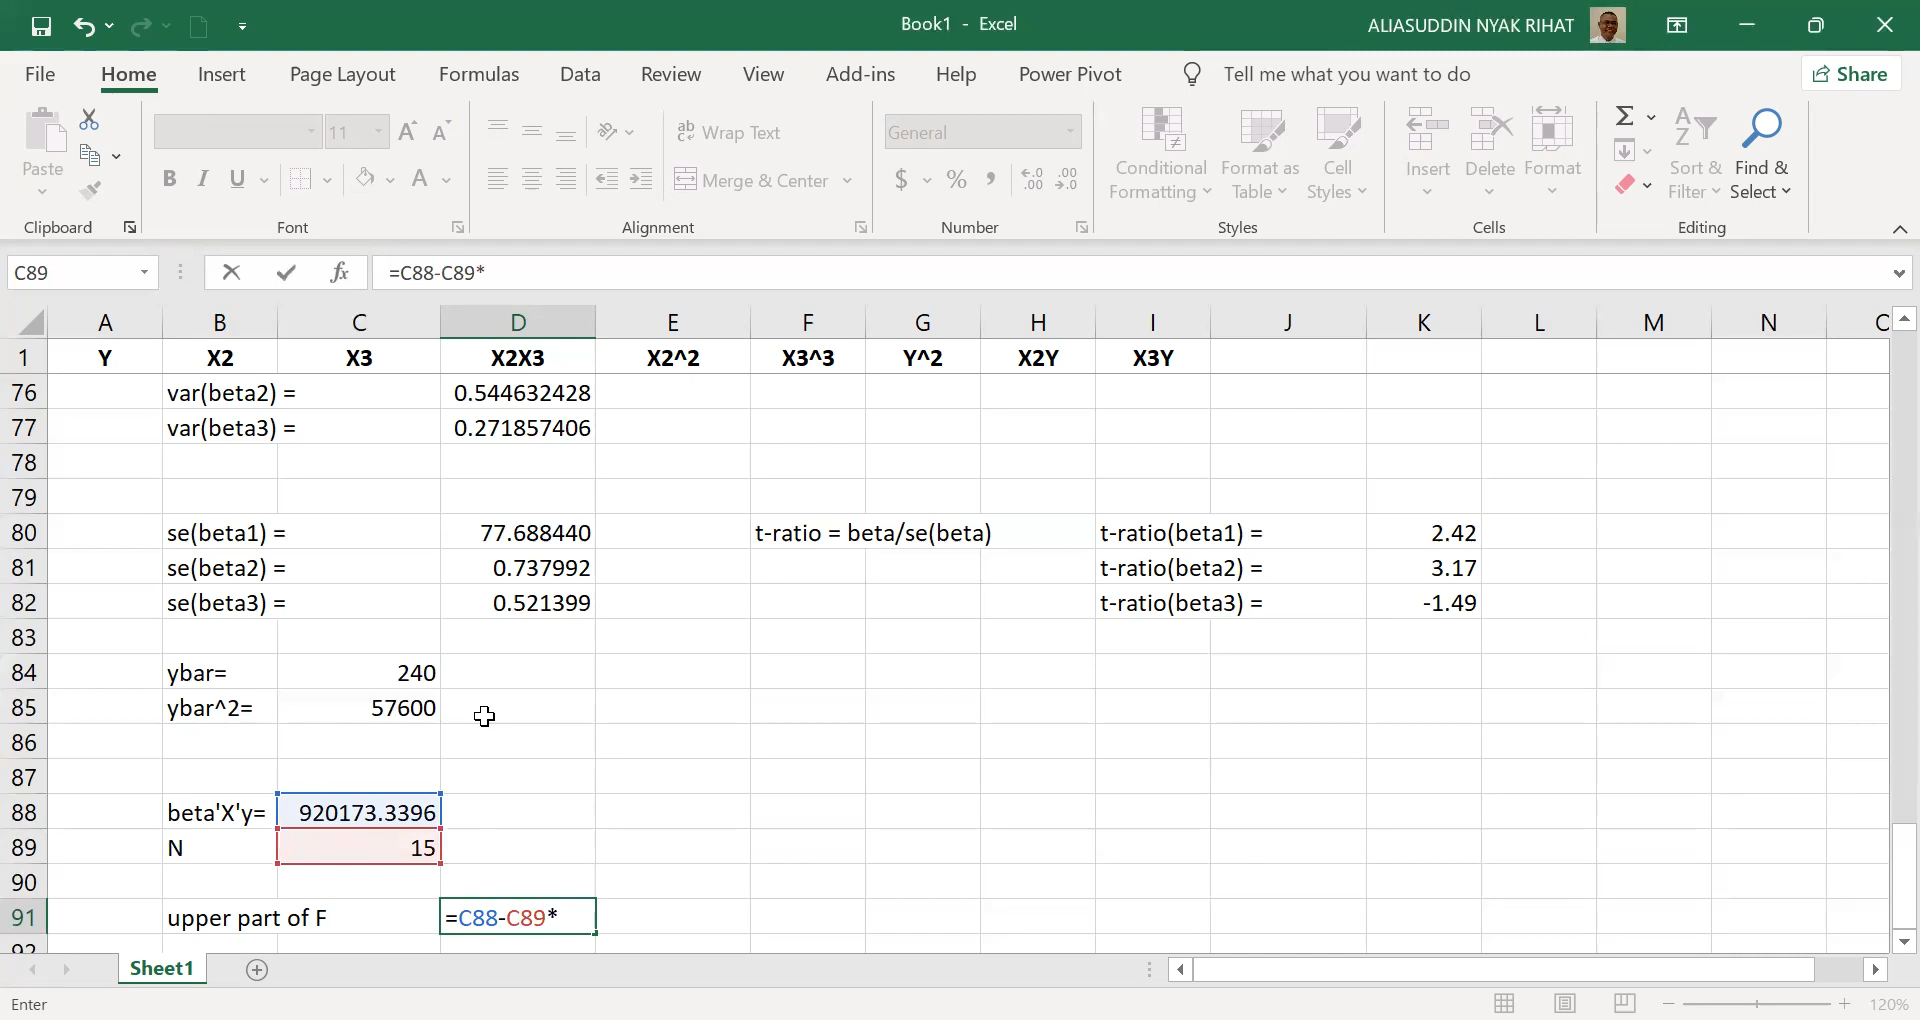 Book1 - Excel
ALIASUDDIN NYAK RIHAT
File Home Insert Page Layout Formulas Data Review View Add-ins Help Power Pivot Tell me what you want to do Share
Paste
11
ab Wrap Text
General
B I U A
Merge & Center
$ % ,
Conditional Formatting
Format as Table
Cell Styles
Insert Delete Format
Sort & Filter
Find & Select
Clipboard Font Alignment Number Styles Cells Editing
C89 fx =C88-C89*
A B C D E F G H I J K L M N C
1 Y X2 X3 X2X3 X2^2 X3^3 Y^2 X2Y X3Y
76 var(beta2) = 0.544632428
77 var(beta3) = 0.271857406
78
79
80 se(beta1) = 77.688440 t-ratio = beta/se(beta) t-ratio(beta1) = 2.42
81 se(beta2) = 0.737992 t-ratio(beta2) = 3.17
82 se(beta3) = 0.521399 t-ratio(beta3) = -1.49
83
84 ybar= 240
85 ybar^2= 57600
86
87
88 beta'X'y= 920173.3396
89 N 15
90
91 upper part of F =C88-C89*
92
Sheet1
Enter 120%